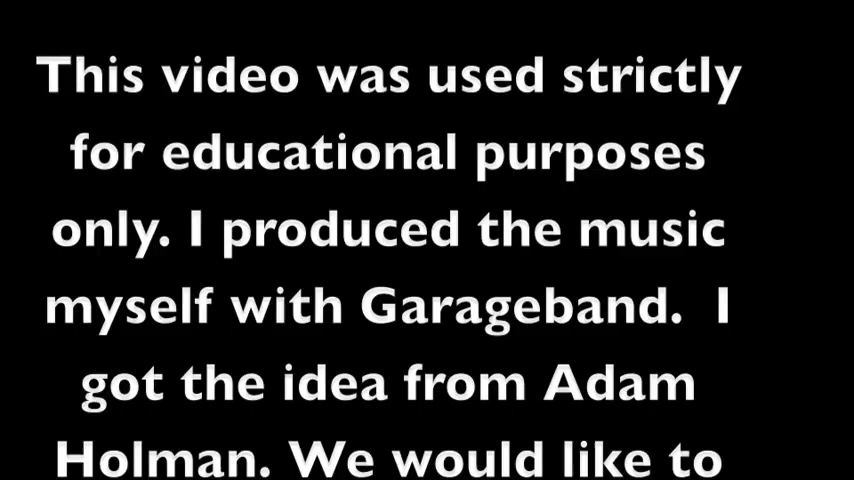 This video was used strictly
for educational purposes
only. I produced the music
myself with Garageband.  I
got the idea from Adam
Holman. We would like to